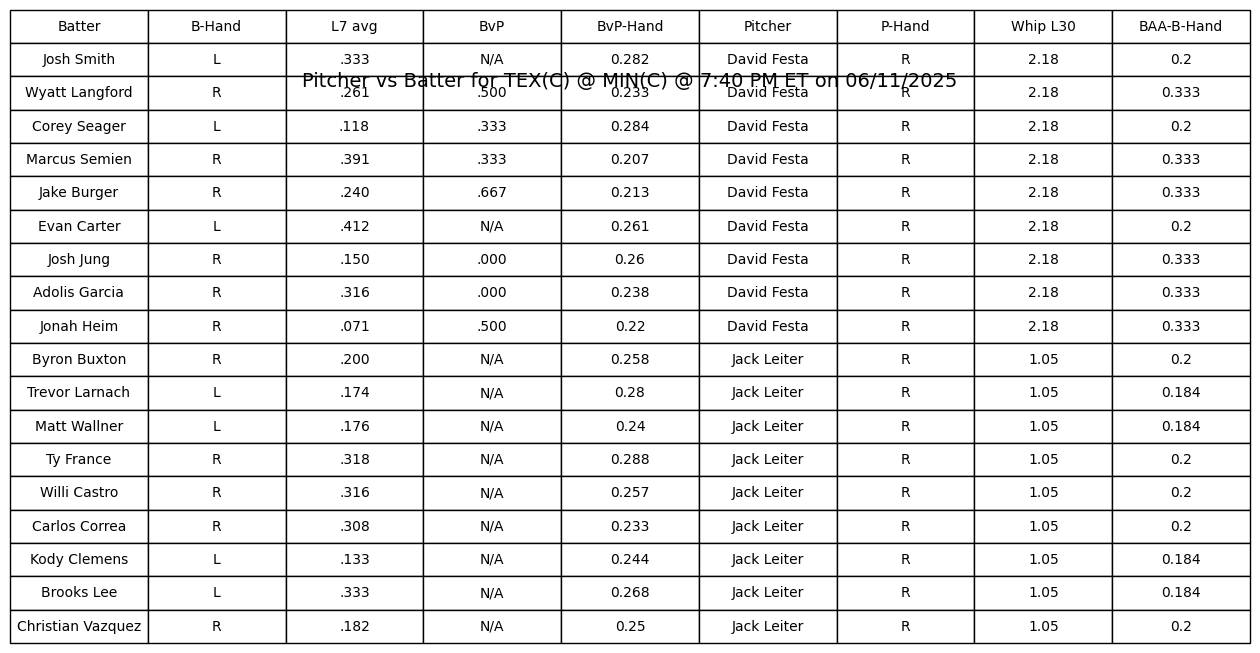 Batter B-Hand L7 avg BvP BvP-Hand Pitcher P-Hand Whip L30 BAA-B-Hand
Josh Smith L .333 N/A 0.282 David Festa R 2.18 0.2
Pitcher vs Batter for TEX(C) @ MIN(C) @ 7:40 PM ET on 06/11/2025
Wyatt Langford R .261 .500 0.233 David Festa R 2.18 0.333
Corey Seager L .118 .333 0.284 David Festa R 2.18 0.2
Marcus Semien R .391 .333 0.207 David Festa R 2.18 0.333
Jake Burger R .240 .667 0.213 David Festa R 2.18 0.333
Evan Carter L .412 N/A 0.261 David Festa R 2.18 0.2
Josh Jung R .150 .000 0.26 David Festa R 2.18 0.333
Adolis Garcia R .316 .000 0.238 David Festa R 2.18 0.333
Jonah Heim R .071 .500 0.22 David Festa R 2.18 0.333
Byron Buxton R .200 N/A 0.258 Jack Leiter R 1.05 0.2
Trevor Larnach L .174 N/A 0.28 Jack Leiter R 1.05 0.184
Matt Wallner L .176 N/A 0.24 Jack Leiter R 1.05 0.184
Ty France R .318 N/A 0.288 Jack Leiter R 1.05 0.2
Willi Castro R .316 N/A 0.257 Jack Leiter R 1.05 0.2
Carlos Correa R .308 N/A 0.233 Jack Leiter R 1.05 0.2
Kody Clemens L .133 N/A 0.244 Jack Leiter R 1.05 0.184
Brooks Lee L .333 N/A 0.268 Jack Leiter R 1.05 0.184
Christian Vazquez R .182 N/A 0.25 Jack Leiter R 1.05 0.2